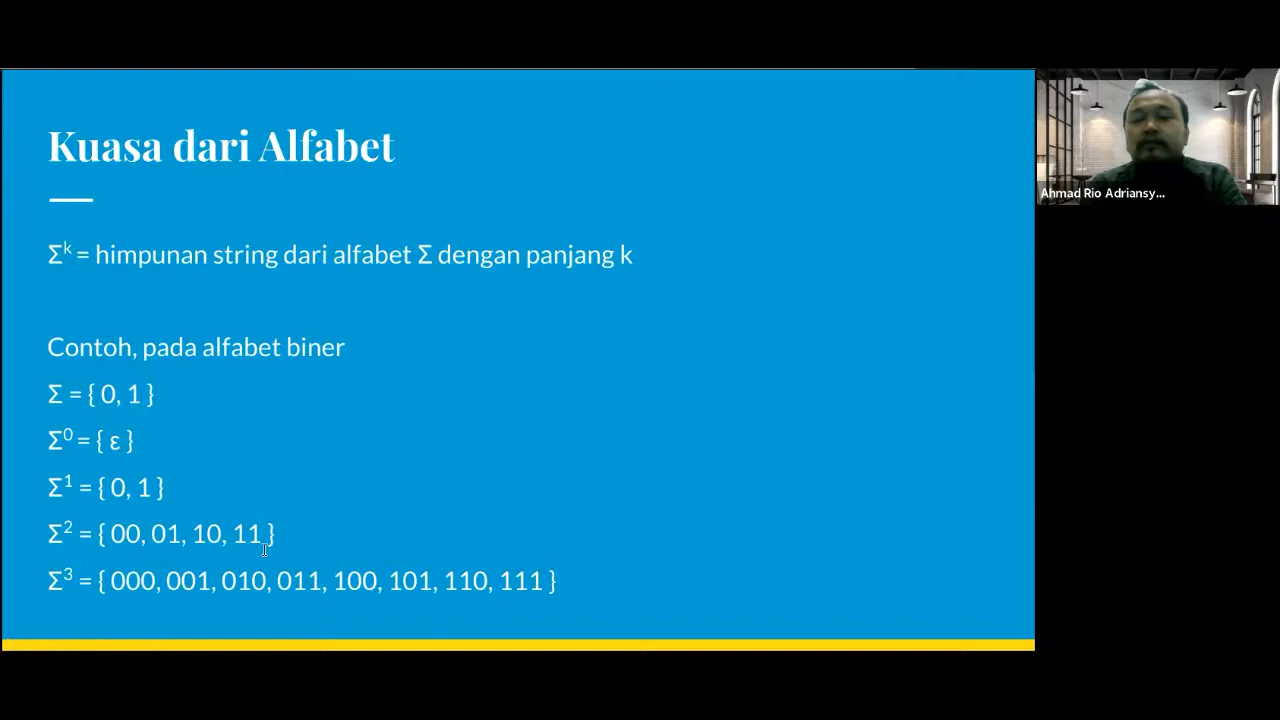 Kuasa dari Alfabet
Σᵏ = himpunan string dari alfabet Σ dengan panjang k
Contoh, pada alfabet biner
Σ = { 0, 1 }
Σ⁰ = { ε }
Σ¹ = { 0, 1 }
Σ² = { 00, 01, 10, 11 }
Σ³ = { 000, 001, 010, 011, 100, 101, 110, 111 }
Ahmad Rio Adriansy...